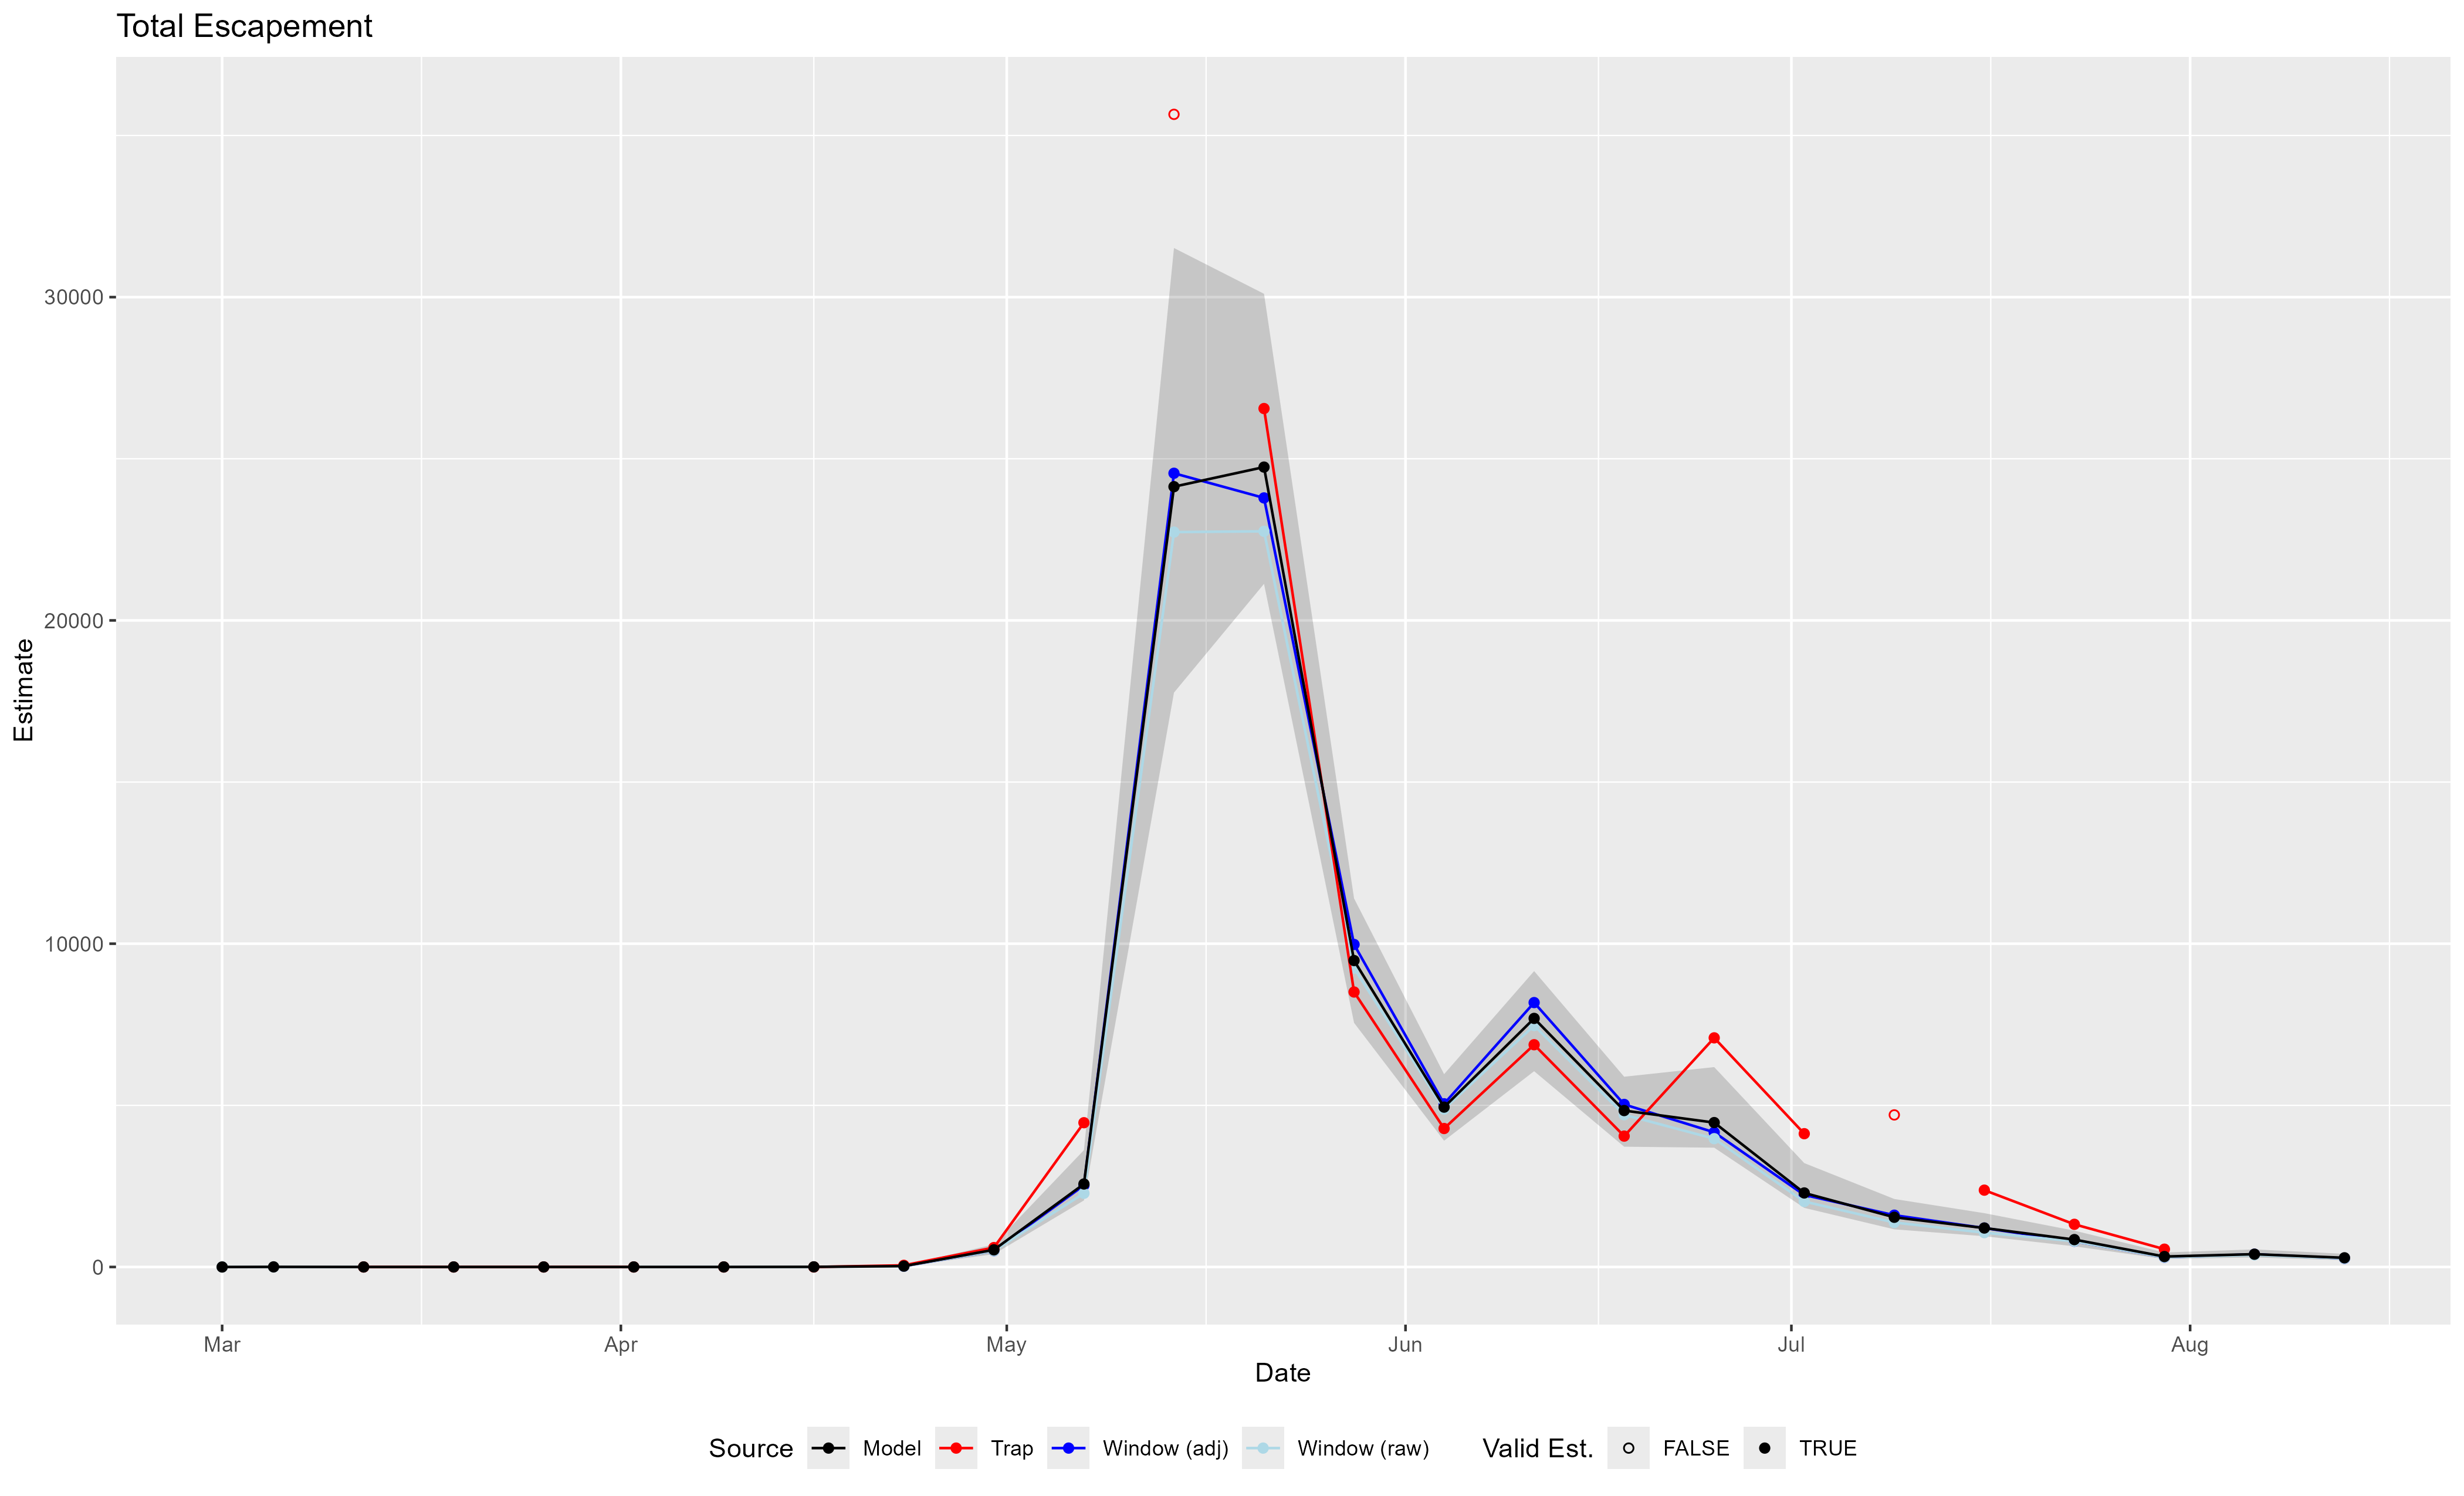 Total Escapement
Estimate
30000
20000
10000
0
Mar Apr May Jun Jul Aug
Date
Source Model Trap Window (adj) Window (raw) Valid Est. FALSE TRUE